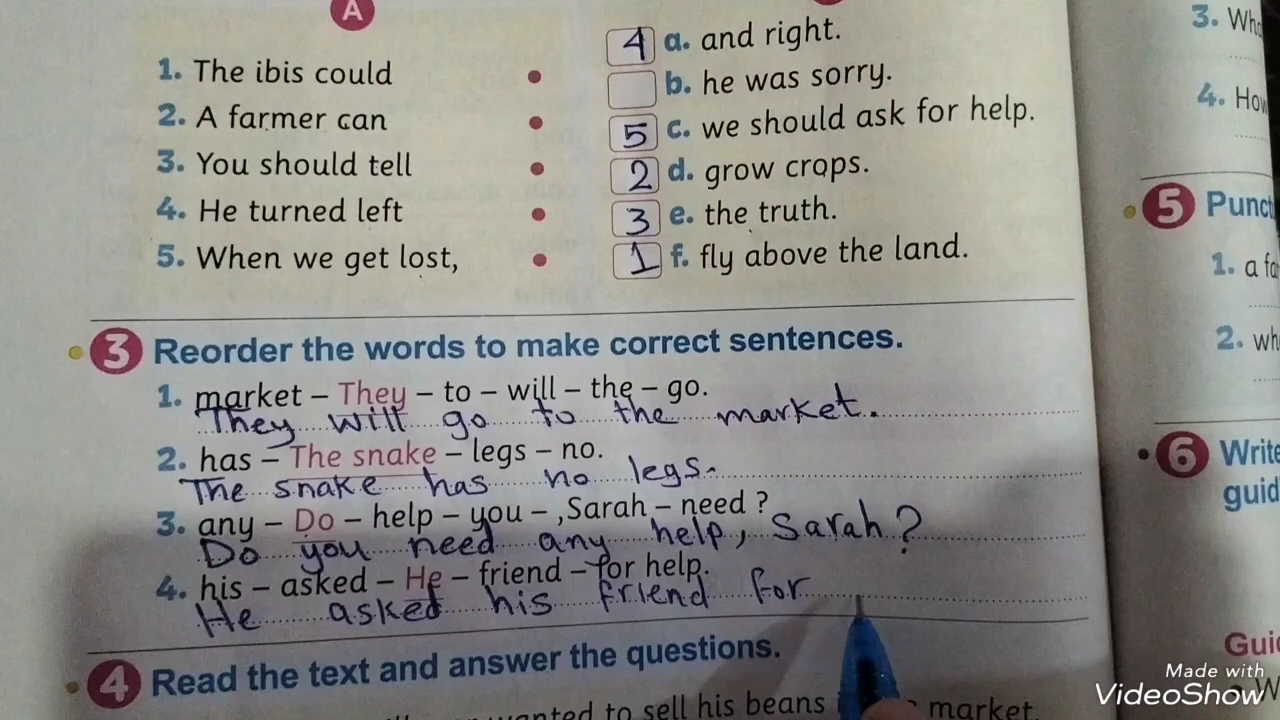 A
1. The ibis could
2. A farmer can
3. You should tell
4. He turned left
5. When we get lost,
4 a. and right.
b. he was sorry.
5 c. we should ask for help.
2 d. grow crops.
3 e. the truth.
1 f. fly above the land.
3 Reorder the words to make correct sentences.
1. market – They – to – will – the – go.
They will go to the market.
2. has – The snake – legs – no.
The snake has no legs.
3. any – Do – help – you – ,Sarah – need ?
Do you need any help, Sarah?
4. his – asked – He – friend – for help.
He asked his friend for
4 Read the text and answer the questions.
wanted to sell his beans
market.
3.
4. How
5
1. a
2.
6 Write
Made with
VideoShow